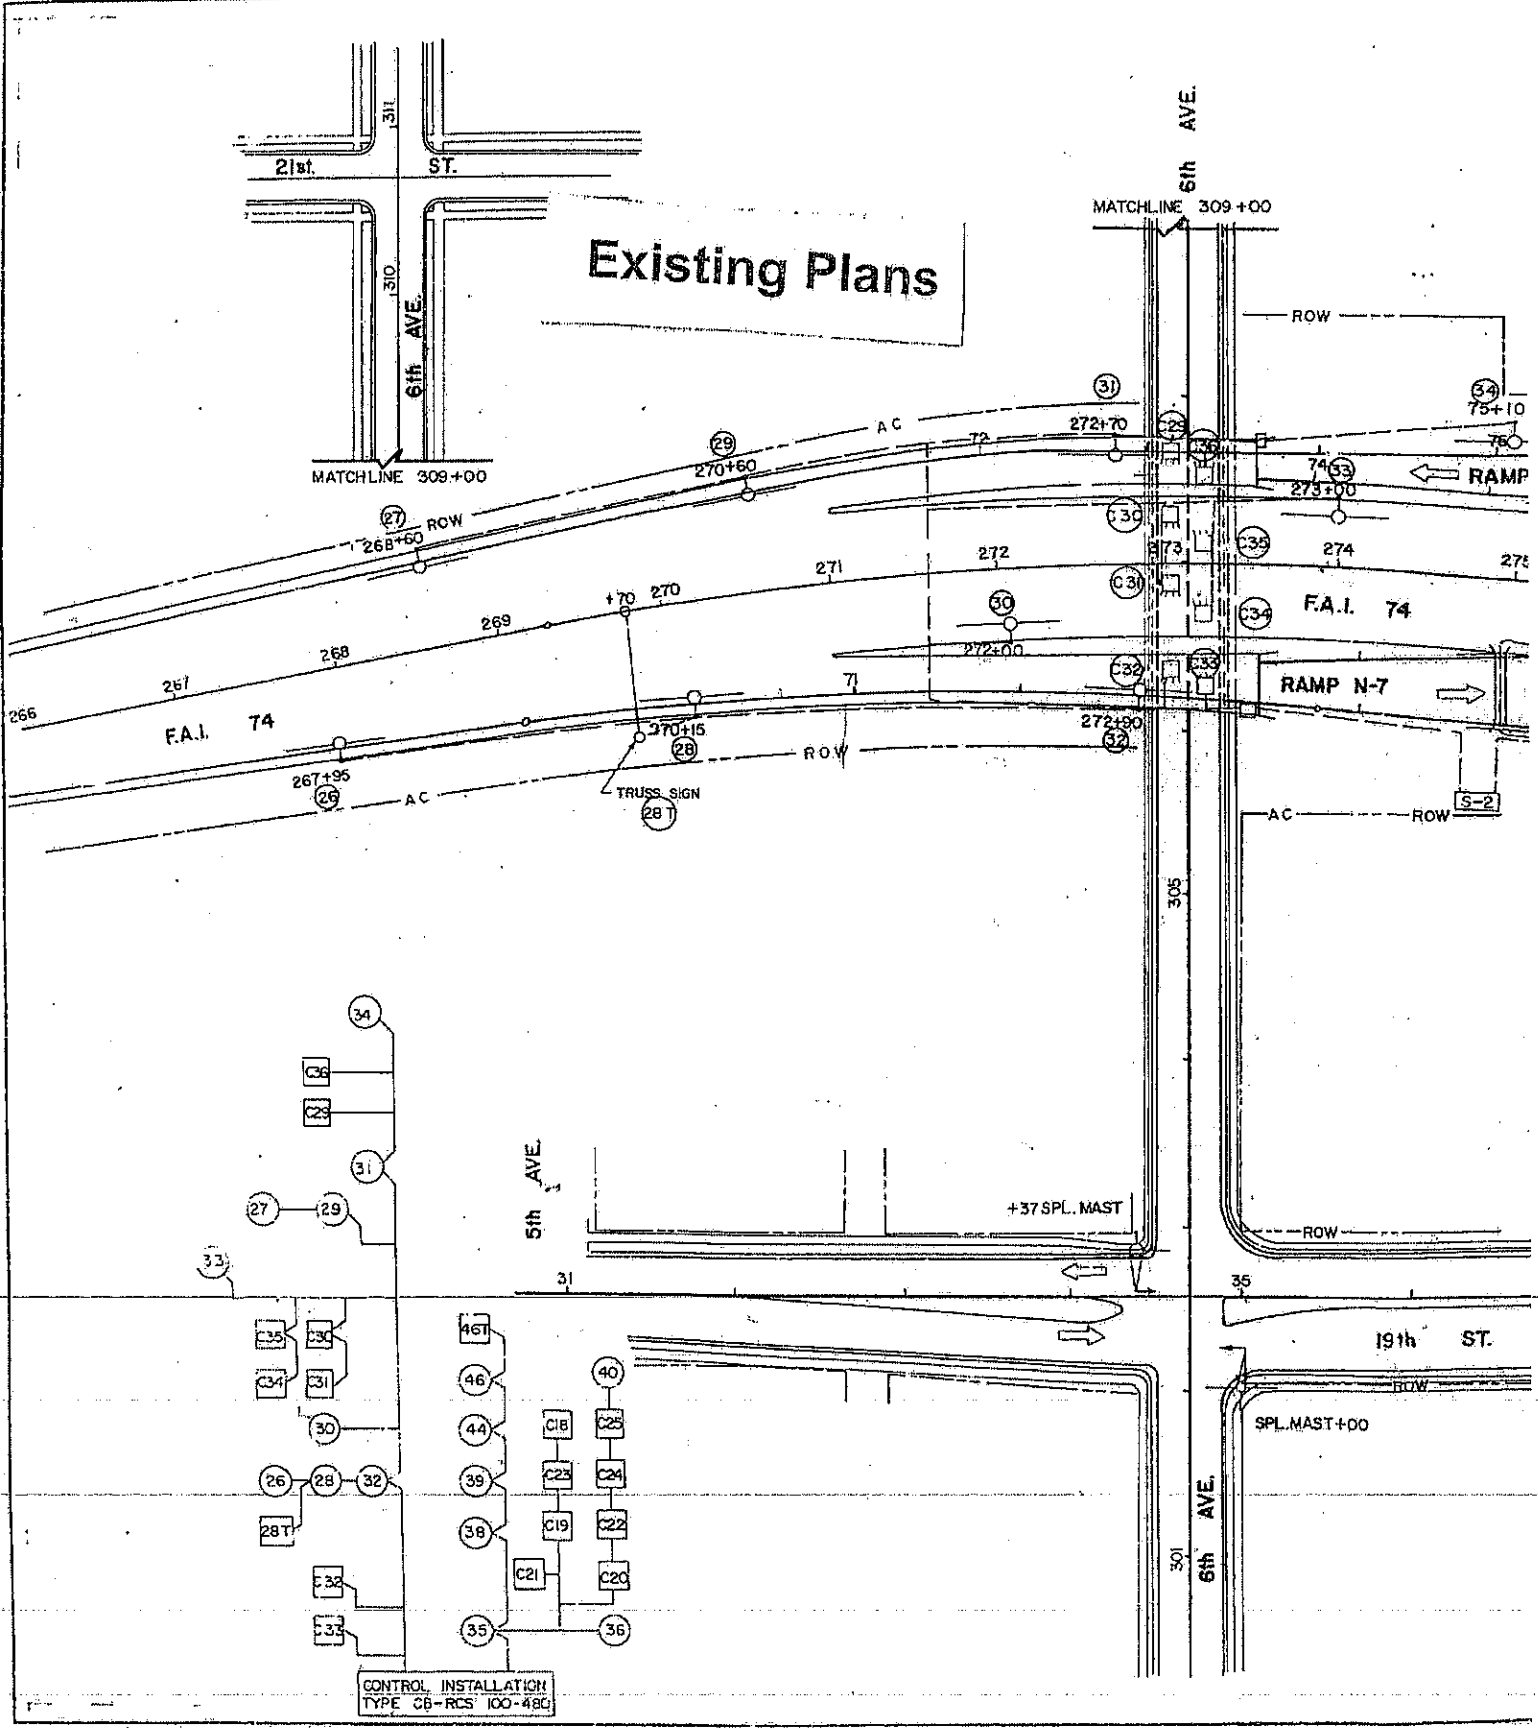 311
21st.
ST.
310
6th AVE.
MATCHLINE 309+00
Existing Plans
6th AVE.
MATCHLINE 309+00
ROW
34
75+10
76
31
272+70
C29
C36
AC
72
29
270+60
74
33
273+00
RAMP
27
ROW
268+60
C30
C35
272
273
274
275
271
C31
+70
270
30
F.A.I. 74
C34
269
272+00
268
C32
C33
RAMP N-7
267
71
266
F.A.I. 74
272+90
32
270+15
28
ROW
267+95
26
AC
TRUSS SIGN
28T
S-2
AC
ROW
305
34
C36
C29
31
27
29
33
5th AVE.
+37 SPL. MAST
ROW
31
35
C35
C30
46T
19th ST.
C34
C31
46
40
ROW
30
44
C18
C25
SPL. MAST+00
26
28
32
39
C23
C24
28T
38
C19
C22
6th AVE.
301
C32
C21
C20
C33
35
36
CONTROL INSTALLATION
TYPE CB-RCS 100-480